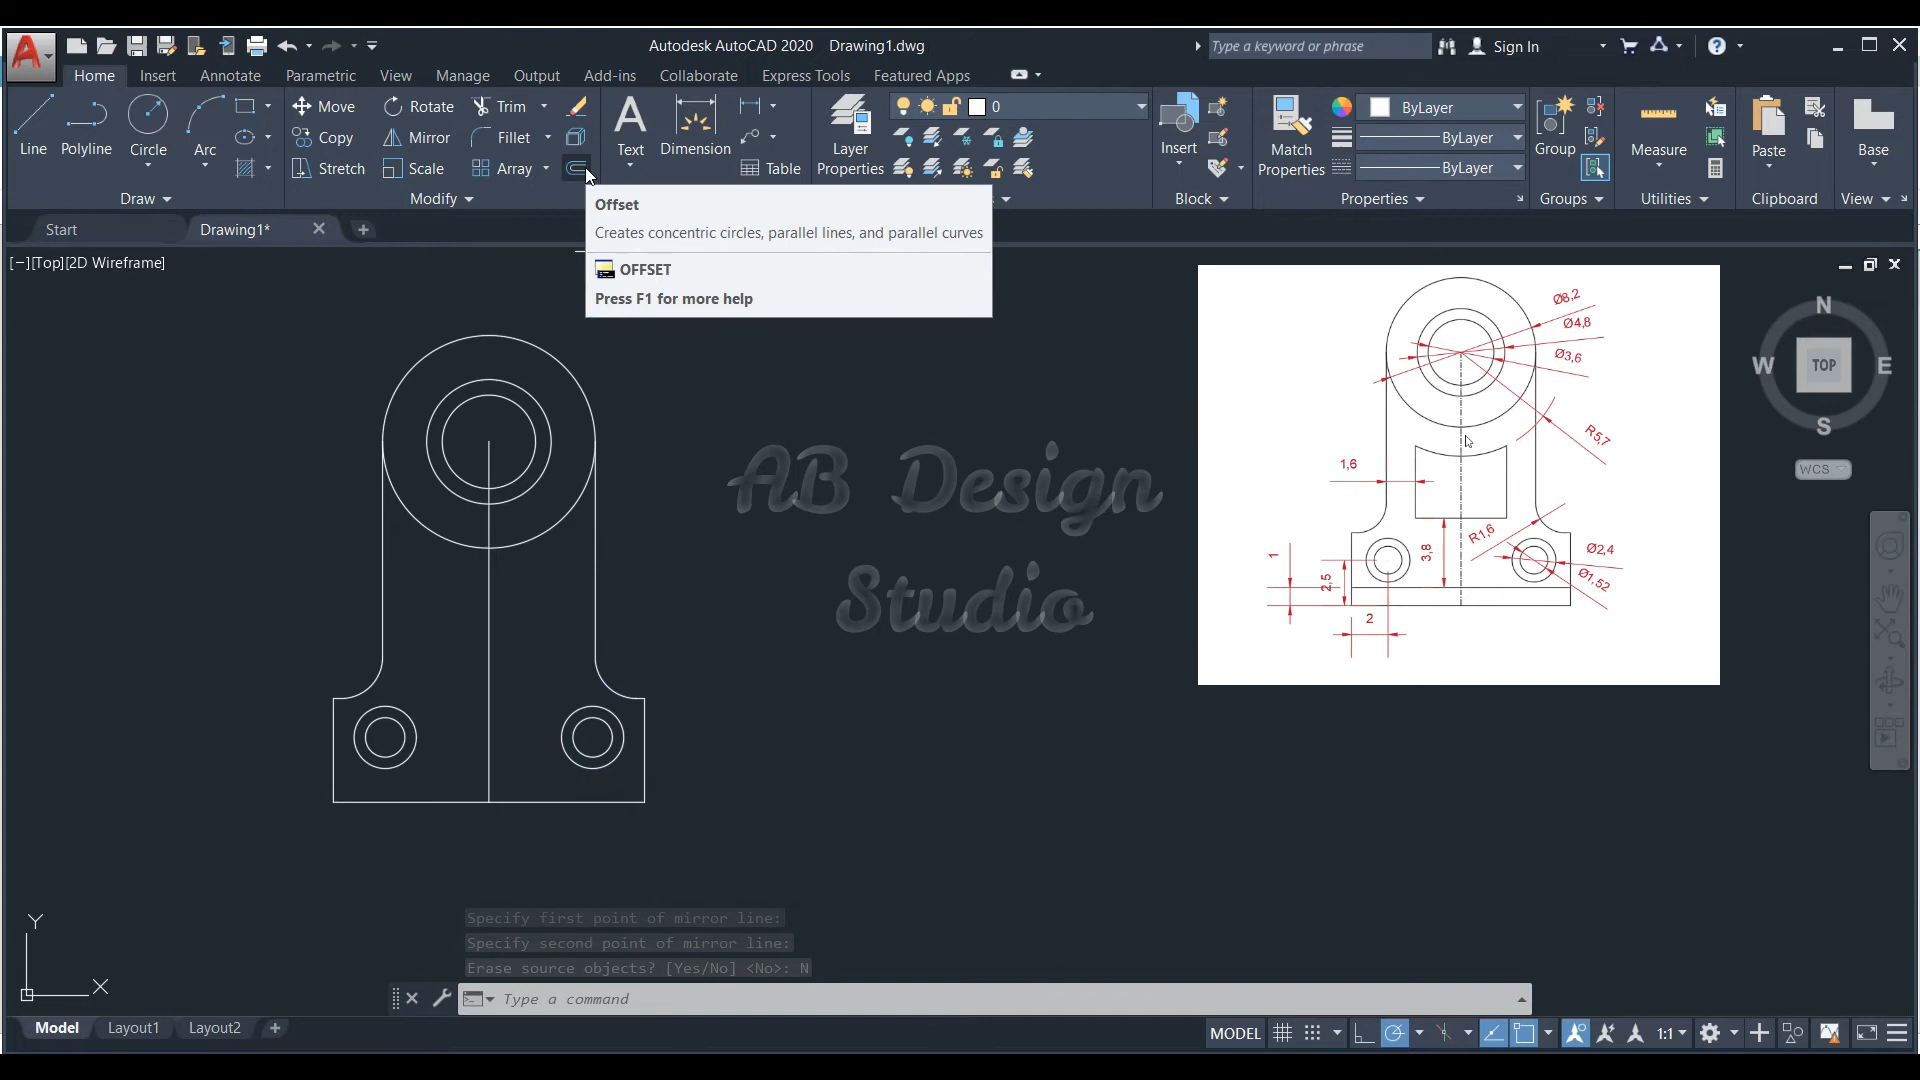 Autodesk AutoCAD 2020 Drawing1.dwg
Type a keyword or phrase
Sign In
Home Insert Annotate Parametric View Manage Output Add-ins Collaborate Express Tools Featured Apps
Line Polyline Circle Arc
Move Rotate Trim
Copy Mirror Fillet
Stretch Scale Array
Text Dimension
Table
Layer
Properties
0
Insert
Match
Properties
ByLayer
ByLayer
ByLayer
Group
Measure
Paste
Base
Draw Modify Block Properties Groups Utilities Clipboard View
Start Drawing1*
Offset
Creates concentric circles, parallel lines, and parallel curves
OFFSET
Press F1 for more help
[−][Top][2D Wireframe]
AB Design
Studio
Ø8,2
Ø4,8
Ø3,6
R5,7
1,6
R1,6
3,8
1
2,5
Ø2,4
Ø1,52
2
N
W TOP E
S
WCS
Y
X
Specify first point of mirror line:
Specify second point of mirror line:
Erase source objects? [Yes/No] <No>: N
Type a command
Model Layout1 Layout2
MODEL
1:1